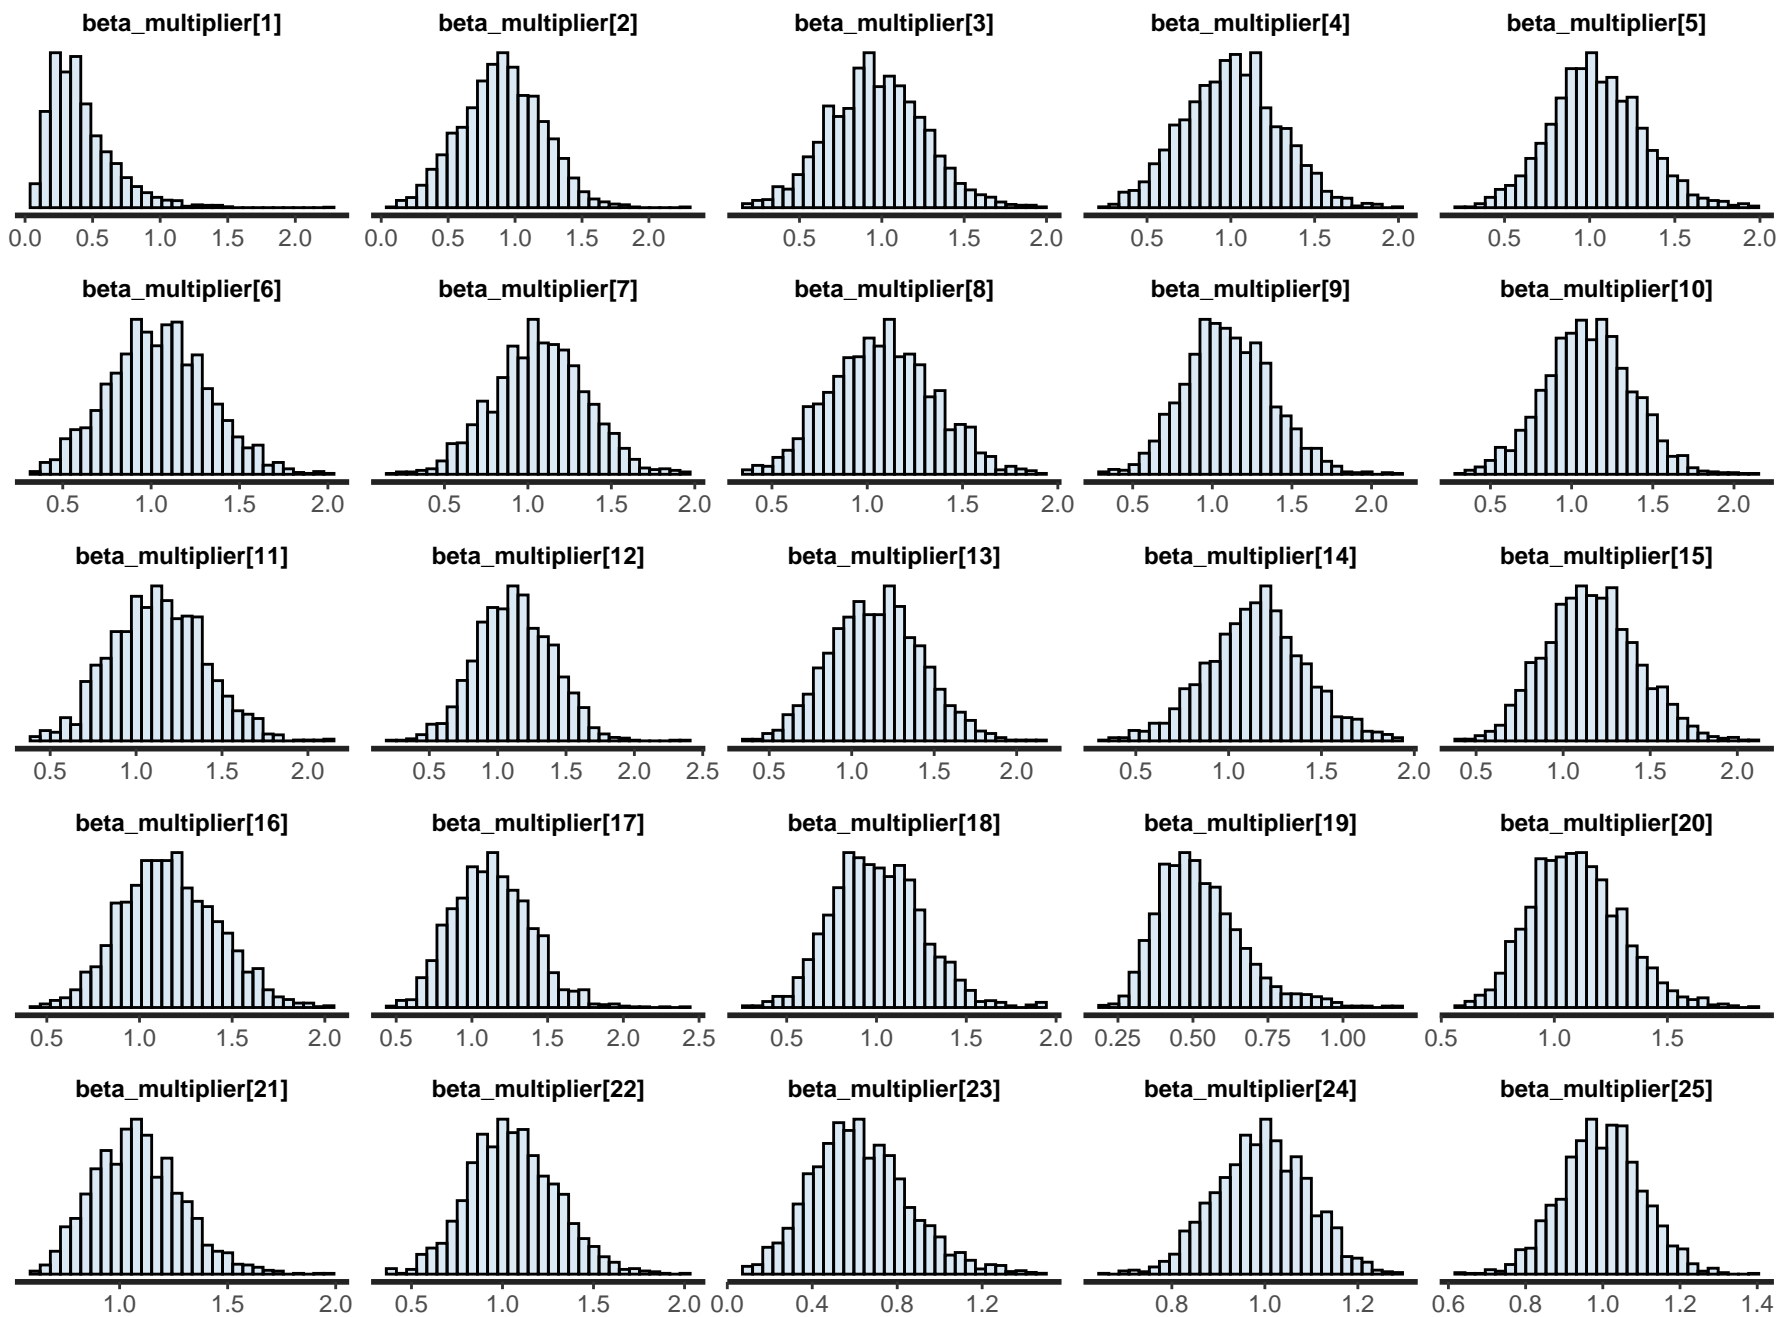 beta_multiplier[1] beta_multiplier[2] beta_multiplier[3] beta_multiplier[4] beta_multiplier[5]
0.0 0.5 1.0 1.5 2.0 0.0 0.5 1.0 1.5 2.0 0.5 1.0 1.5 2.0 0.5 1.0 1.5 2.0 0.5 1.0 1.5 2.0
beta_multiplier[6] beta_multiplier[7] beta_multiplier[8] beta_multiplier[9] beta_multiplier[10]
0.5 1.0 1.5 2.0 0.0 0.5 1.0 1.5 2.0 0.5 1.0 1.5 2.0 0.5 1.0 1.5 2.0 0.5 1.0 1.5 2.0
beta_multiplier[11] beta_multiplier[12] beta_multiplier[13] beta_multiplier[14] beta_multiplier[15]
0.5 1.0 1.5 2.0 0.5 1.0 1.5 2.0 2.5 0.5 1.0 1.5 2.0 0.5 1.0 1.5 2.0 0.5 1.0 1.5 2.0
beta_multiplier[16] beta_multiplier[17] beta_multiplier[18] beta_multiplier[19] beta_multiplier[20]
0.5 1.0 1.5 2.0 0.5 1.0 1.5 2.0 2.5 0.5 1.0 1.5 2.0 0.25 0.50 0.75 1.00 0.5 1.0 1.5
beta_multiplier[21] beta_multiplier[22] beta_multiplier[23] beta_multiplier[24] beta_multiplier[25]
1.0 1.5 2.0 0.5 1.0 1.5 2.0 0.0 0.4 0.8 1.2 0.8 1.0 1.2 0.6 0.8 1.0 1.2 1.4